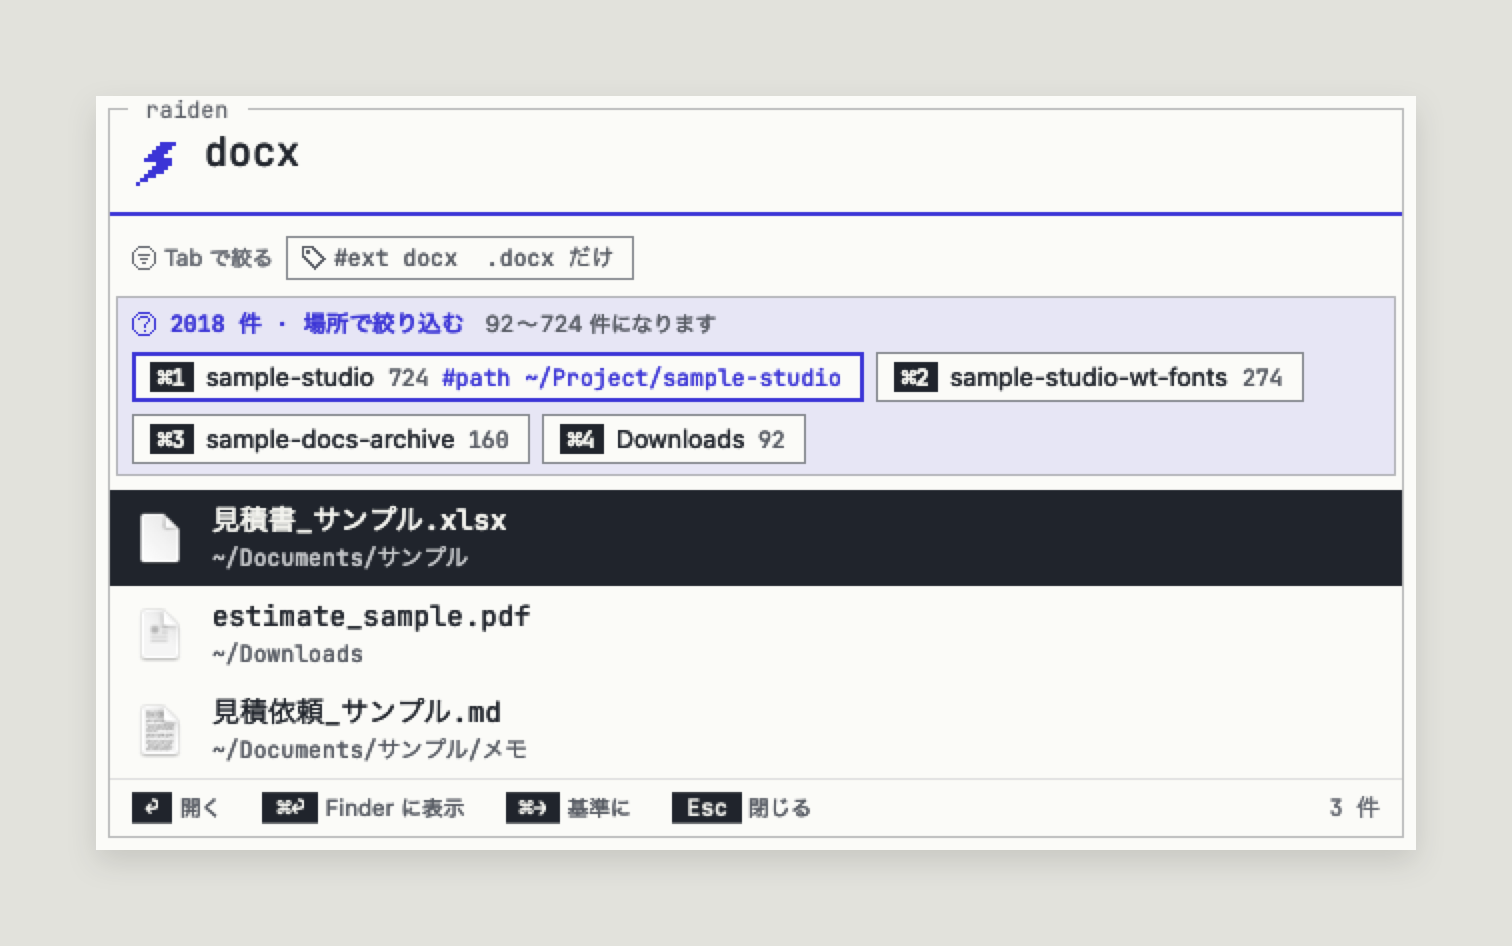 raiden
docx
Tab で絞る #ext docx .docx だけ
2018 件 · 場所で絞り込む 92〜724 件になります
⌘1 sample-studio 724 #path ~/Project/sample-studio ⌘2 sample-studio-wt-fonts 274
⌘3 sample-docs-archive 160 ⌘4 Downloads 92
見積書_サンプル.xlsx
~/Documents/サンプル
estimate_sample.pdf
~/Downloads
見積依頼_サンプル.md
~/Documents/サンプル/メモ
⏎ 開く ⌘⏎ Finder に表示 ⌘→ 基準に Esc 閉じる 3 件